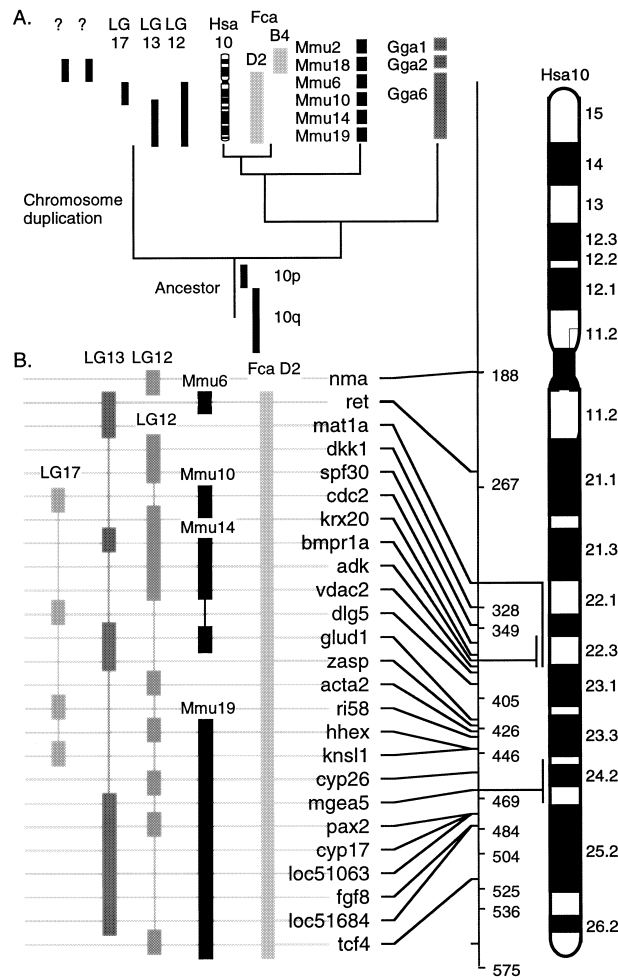 A.
? ? LG 17 LG 13 LG 12 Hsa 10 Fca D2 B4
Mmu2
Mmu18
Mmu6
Mmu10
Mmu14
Mmu19
Gga1
Gga2
Gga6
Chromosome
duplication
Ancestor
10p
10q
Hsa10
15
14
13
12.3
12.2
12.1
11.2
11.2
21.1
21.3
22.1
22.3
23.1
23.3
24.2
25.2
26.2
B.
LG13 LG12 Mmu6 Fca D2
LG12
LG17
Mmu10
Mmu14
Mmu19
nma
ret
mat1a
dkk1
spf30
cdc2
krx20
bmpr1a
adk
vdac2
dlg5
glud1
zasp
acta2
ri58
hhex
knsl1
cyp26
mgea5
pax2
cyp17
loc51063
fgf8
loc51684
tcf4
188
267
328
349
405
426
446
469
484
504
525
536
575